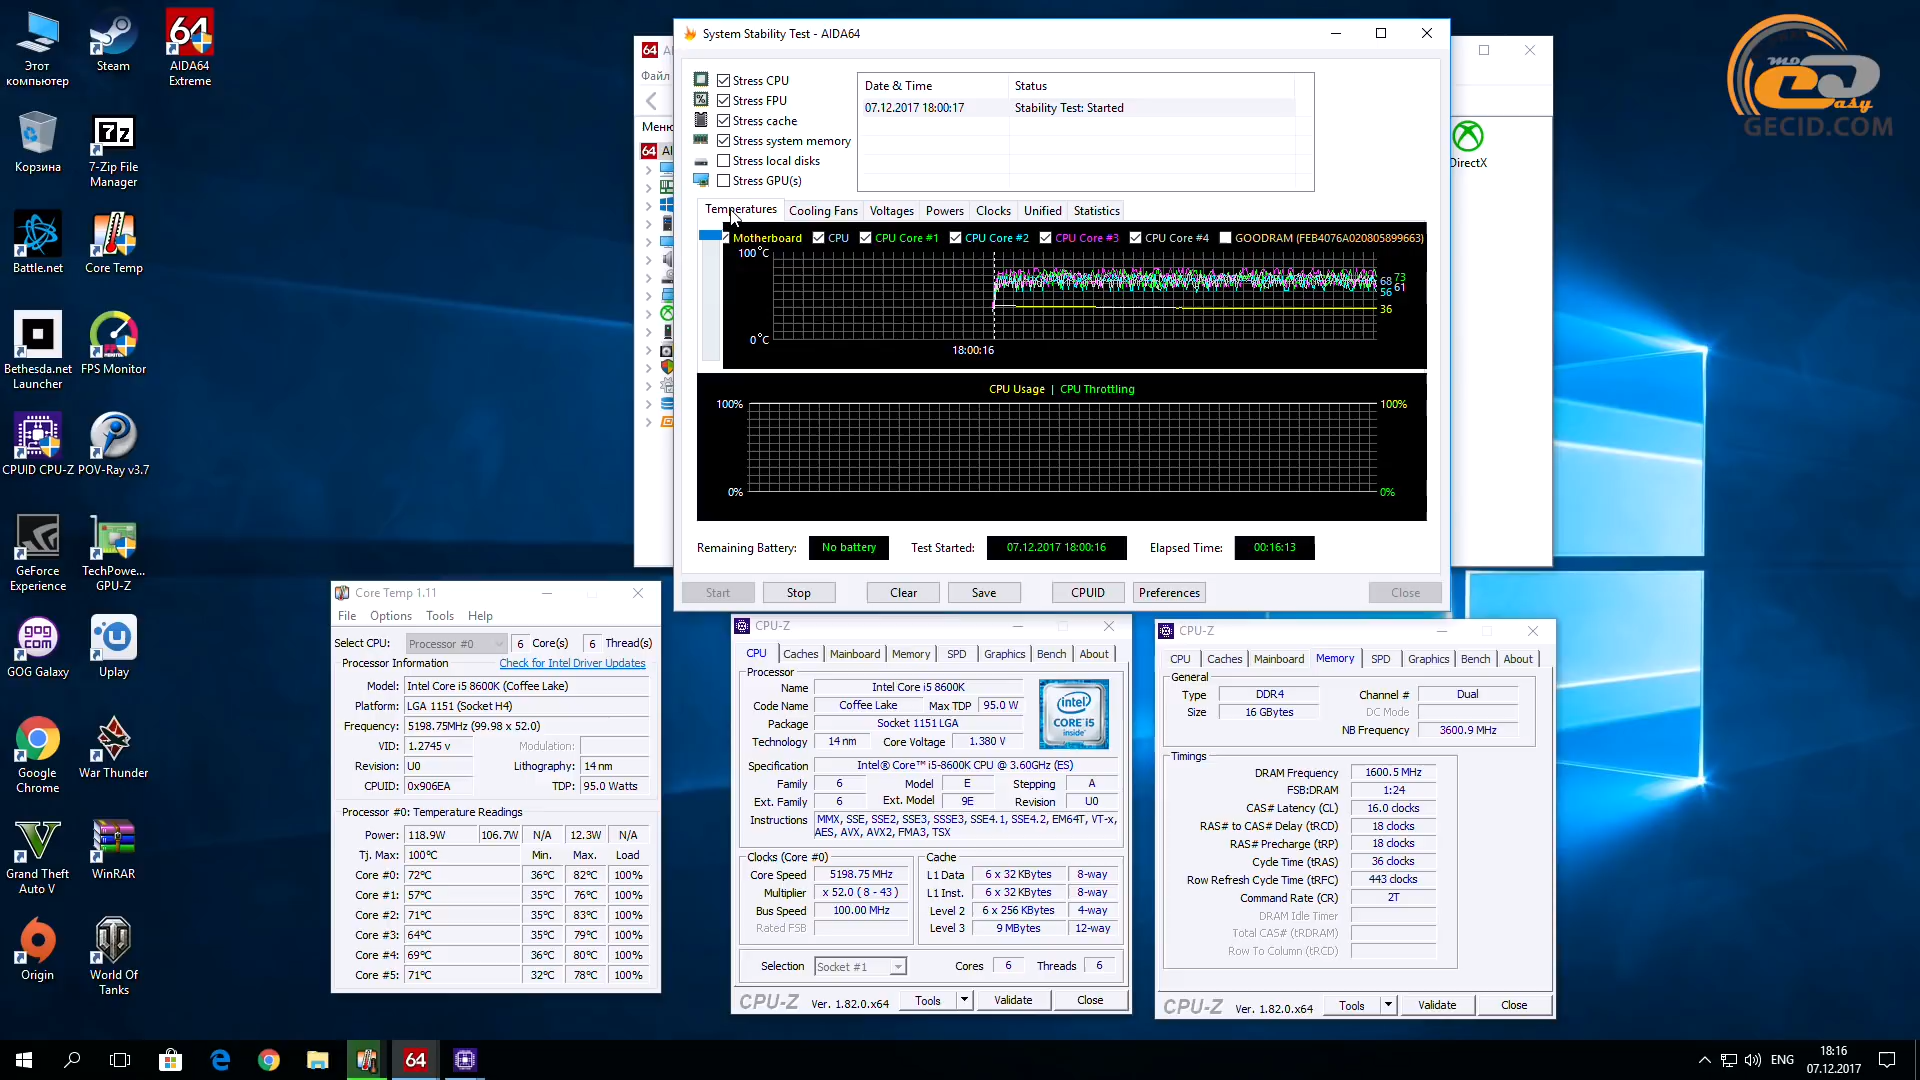 Этот компьютер
Steam
AIDA64 Extreme
Корзина
7-Zip File Manager
Battle.net
Core Temp
Bethesda.net Launcher
FPS Monitor
CPUID CPU-Z
POV-Ray v3.7
GeForce Experience
TechPowe... GPU-Z
GOG Galaxy
Uplay
Google Chrome
War Thunder
Grand Theft Auto V
WinRAR
Origin
World Of Tanks
Файл
Меню
DirectX
GECID.COM
System Stability Test - AIDA64
Stress CPU
Stress FPU
Stress cache
Stress system memory
Stress local disks
Stress GPU(s)
Date & Time Status
07.12.2017 18:00:17 Stability Test: Started
Temperatures Cooling Fans Voltages Powers Clocks Unified Statistics
Motherboard CPU CPU Core #1 CPU Core #2 CPU Core #3 CPU Core #4 GOODRAM (FEB4076A020805899663)
100°C
68 73
56 61
36
0°C
18:00:16
CPU Usage | CPU Throttling
100% 100%
0% 0%
Remaining Battery: No battery Test Started: 07.12.2017 18:00:16 Elapsed Time: 00:16:13
Start Stop Clear Save CPUID Preferences Close
Core Temp 1.11
File Options Tools Help
Select CPU: Processor #0 6 Core(s) 6 Thread(s)
Processor Information Check for Intel Driver Updates
Model: Intel Core i5 8600K (Coffee Lake)
Platform: LGA 1151 (Socket H4)
Frequency: 5198.75MHz (99.98 x 52.0)
VID: 1.2745 v Modulation:
Revision: U0 Lithography: 14 nm
CPUID: 0x906EA TDP: 95.0 Watts
Processor #0: Temperature Readings
Power: 118.9W 106.7W N/A 12.3W N/A
Tj. Max: 100°C Min. Max. Load
Core #0: 72°C 36°C 82°C 100%
Core #1: 57°C 35°C 76°C 100%
Core #2: 71°C 35°C 83°C 100%
Core #3: 64°C 35°C 79°C 100%
Core #4: 69°C 36°C 80°C 100%
Core #5: 71°C 32°C 78°C 100%
CPU-Z
CPU Caches Mainboard Memory SPD Graphics Bench About
Processor
Name Intel Core i5 8600K
Code Name Coffee Lake Max TDP 95.0 W
Package Socket 1151 LGA
Technology 14 nm Core Voltage 1.380 V
intel CORE i5 inside
Specification Intel® Core™ i5-8600K CPU @ 3.60GHz (ES)
Family 6 Model E Stepping A
Ext. Family 6 Ext. Model 9E Revision U0
Instructions MMX, SSE, SSE2, SSE3, SSSE3, SSE4.1, SSE4.2, EM64T, VT-x,
AES, AVX, AVX2, FMA3, TSX
Clocks (Core #0) Cache
Core Speed 5198.75 MHz L1 Data 6 x 32 KBytes 8-way
Multiplier x 52.0 ( 8 - 43 ) L1 Inst. 6 x 32 KBytes 8-way
Bus Speed 100.00 MHz Level 2 6 x 256 KBytes 4-way
Rated FSB Level 3 9 MBytes 12-way
Selection Socket #1 Cores 6 Threads 6
CPU-Z Ver. 1.82.0.x64 Tools Validate Close
CPU-Z
CPU Caches Mainboard Memory SPD Graphics Bench About
General
Type DDR4 Channel # Dual
Size 16 GBytes DC Mode
NB Frequency 3600.9 MHz
Timings
DRAM Frequency 1600.5 MHz
FSB:DRAM 1:24
CAS# Latency (CL) 16.0 clocks
RAS# to CAS# Delay (tRCD) 18 clocks
RAS# Precharge (tRP) 18 clocks
Cycle Time (tRAS) 36 clocks
Row Refresh Cycle Time (tRFC) 443 clocks
Command Rate (CR) 2T
DRAM Idle Timer
Total CAS# (tRDRAM)
Row To Column (tRCD)
CPU-Z Ver. 1.82.0.x64 Tools Validate Close
64
ENG
18:16
07.12.2017